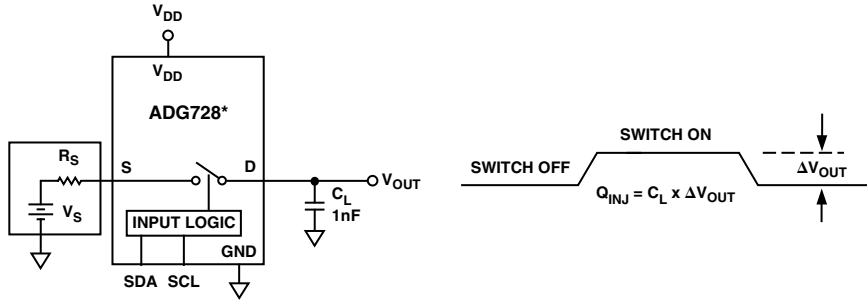 V_DD
V_DD
ADG728*
R_S
S
D
V_OUT
V_S
C_L
1nF
INPUT LOGIC
GND
SDA SCL
SWITCH ON
SWITCH OFF
ΔV_OUT
Q_INJ = C_L x ΔV_OUT